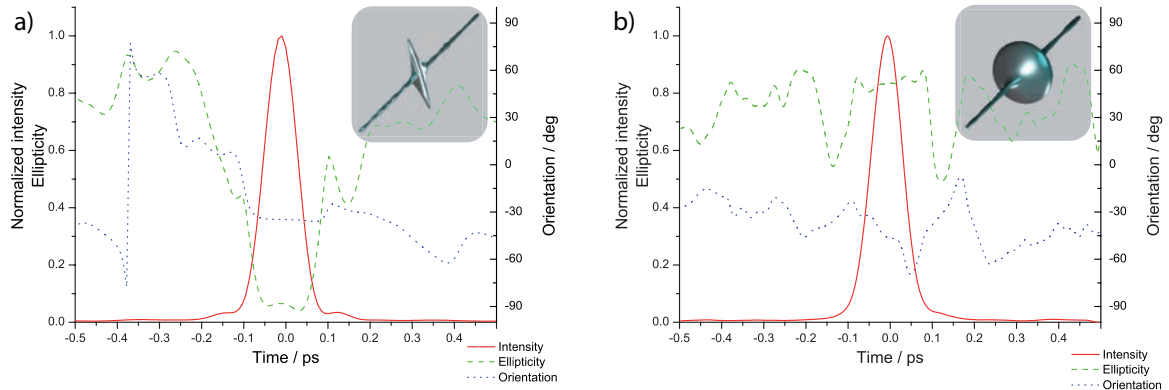 a)
Normalized intensity
Ellipticity
1.0
0.8
0.6
0.4
0.2
0.0
-0.5 -0.4 -0.3 -0.2 -0.1 0.0 0.1 0.2 0.3 0.4
Time / ps
90
60
30
0
-30
-60
-90
Orientation / deg
Intensity
Ellipticity
Orientation
b)
Normalized intensity
Ellipticity
1.0
0.8
0.6
0.4
0.2
0.0
-0.5 -0.4 -0.3 -0.2 -0.1 0.0 0.1 0.2 0.3 0.4
Time / ps
90
60
30
0
-30
-60
-90
Orientation / deg
Intensity
Ellipticity
Orientation